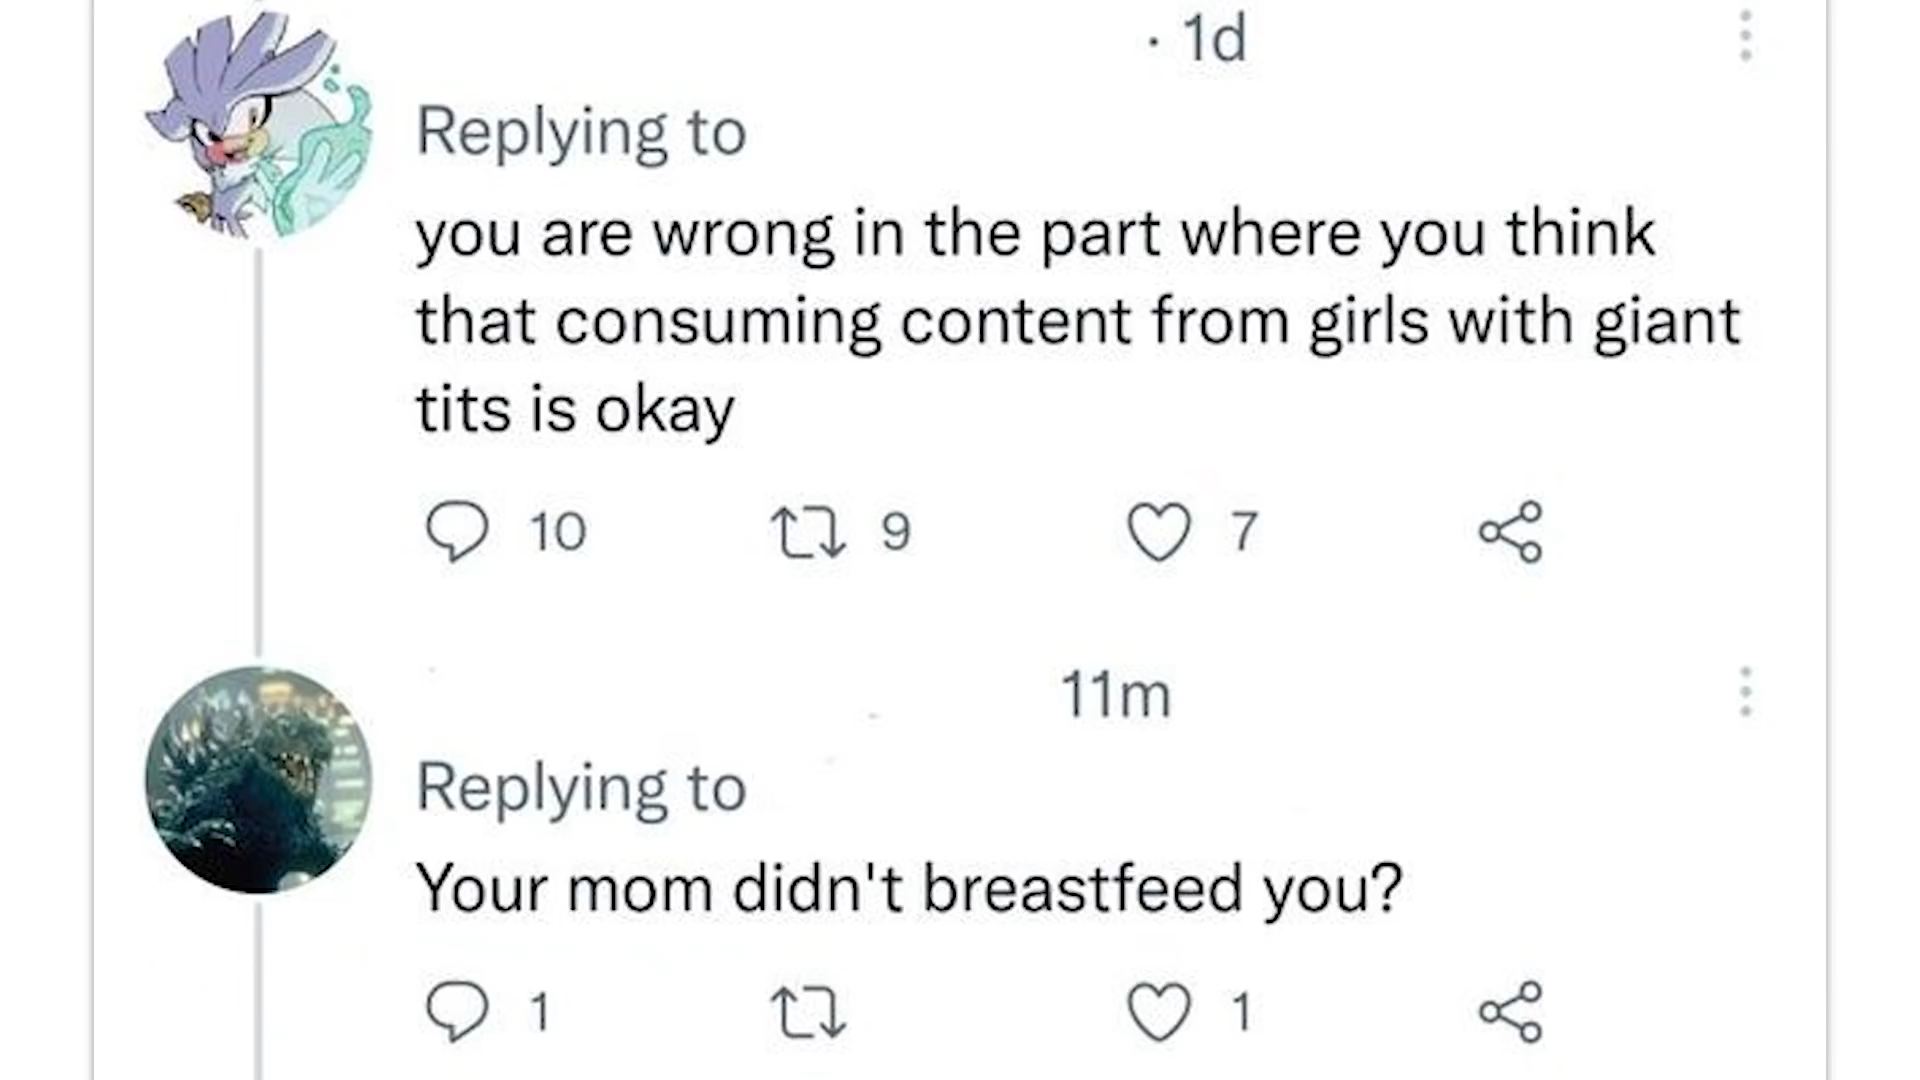 · 1d
Replying to
you are wrong in the part where you think
that consuming content from girls with giant
tits is okay
10 9 7
11m
Replying to
Your mom didn't breastfeed you?
1 1